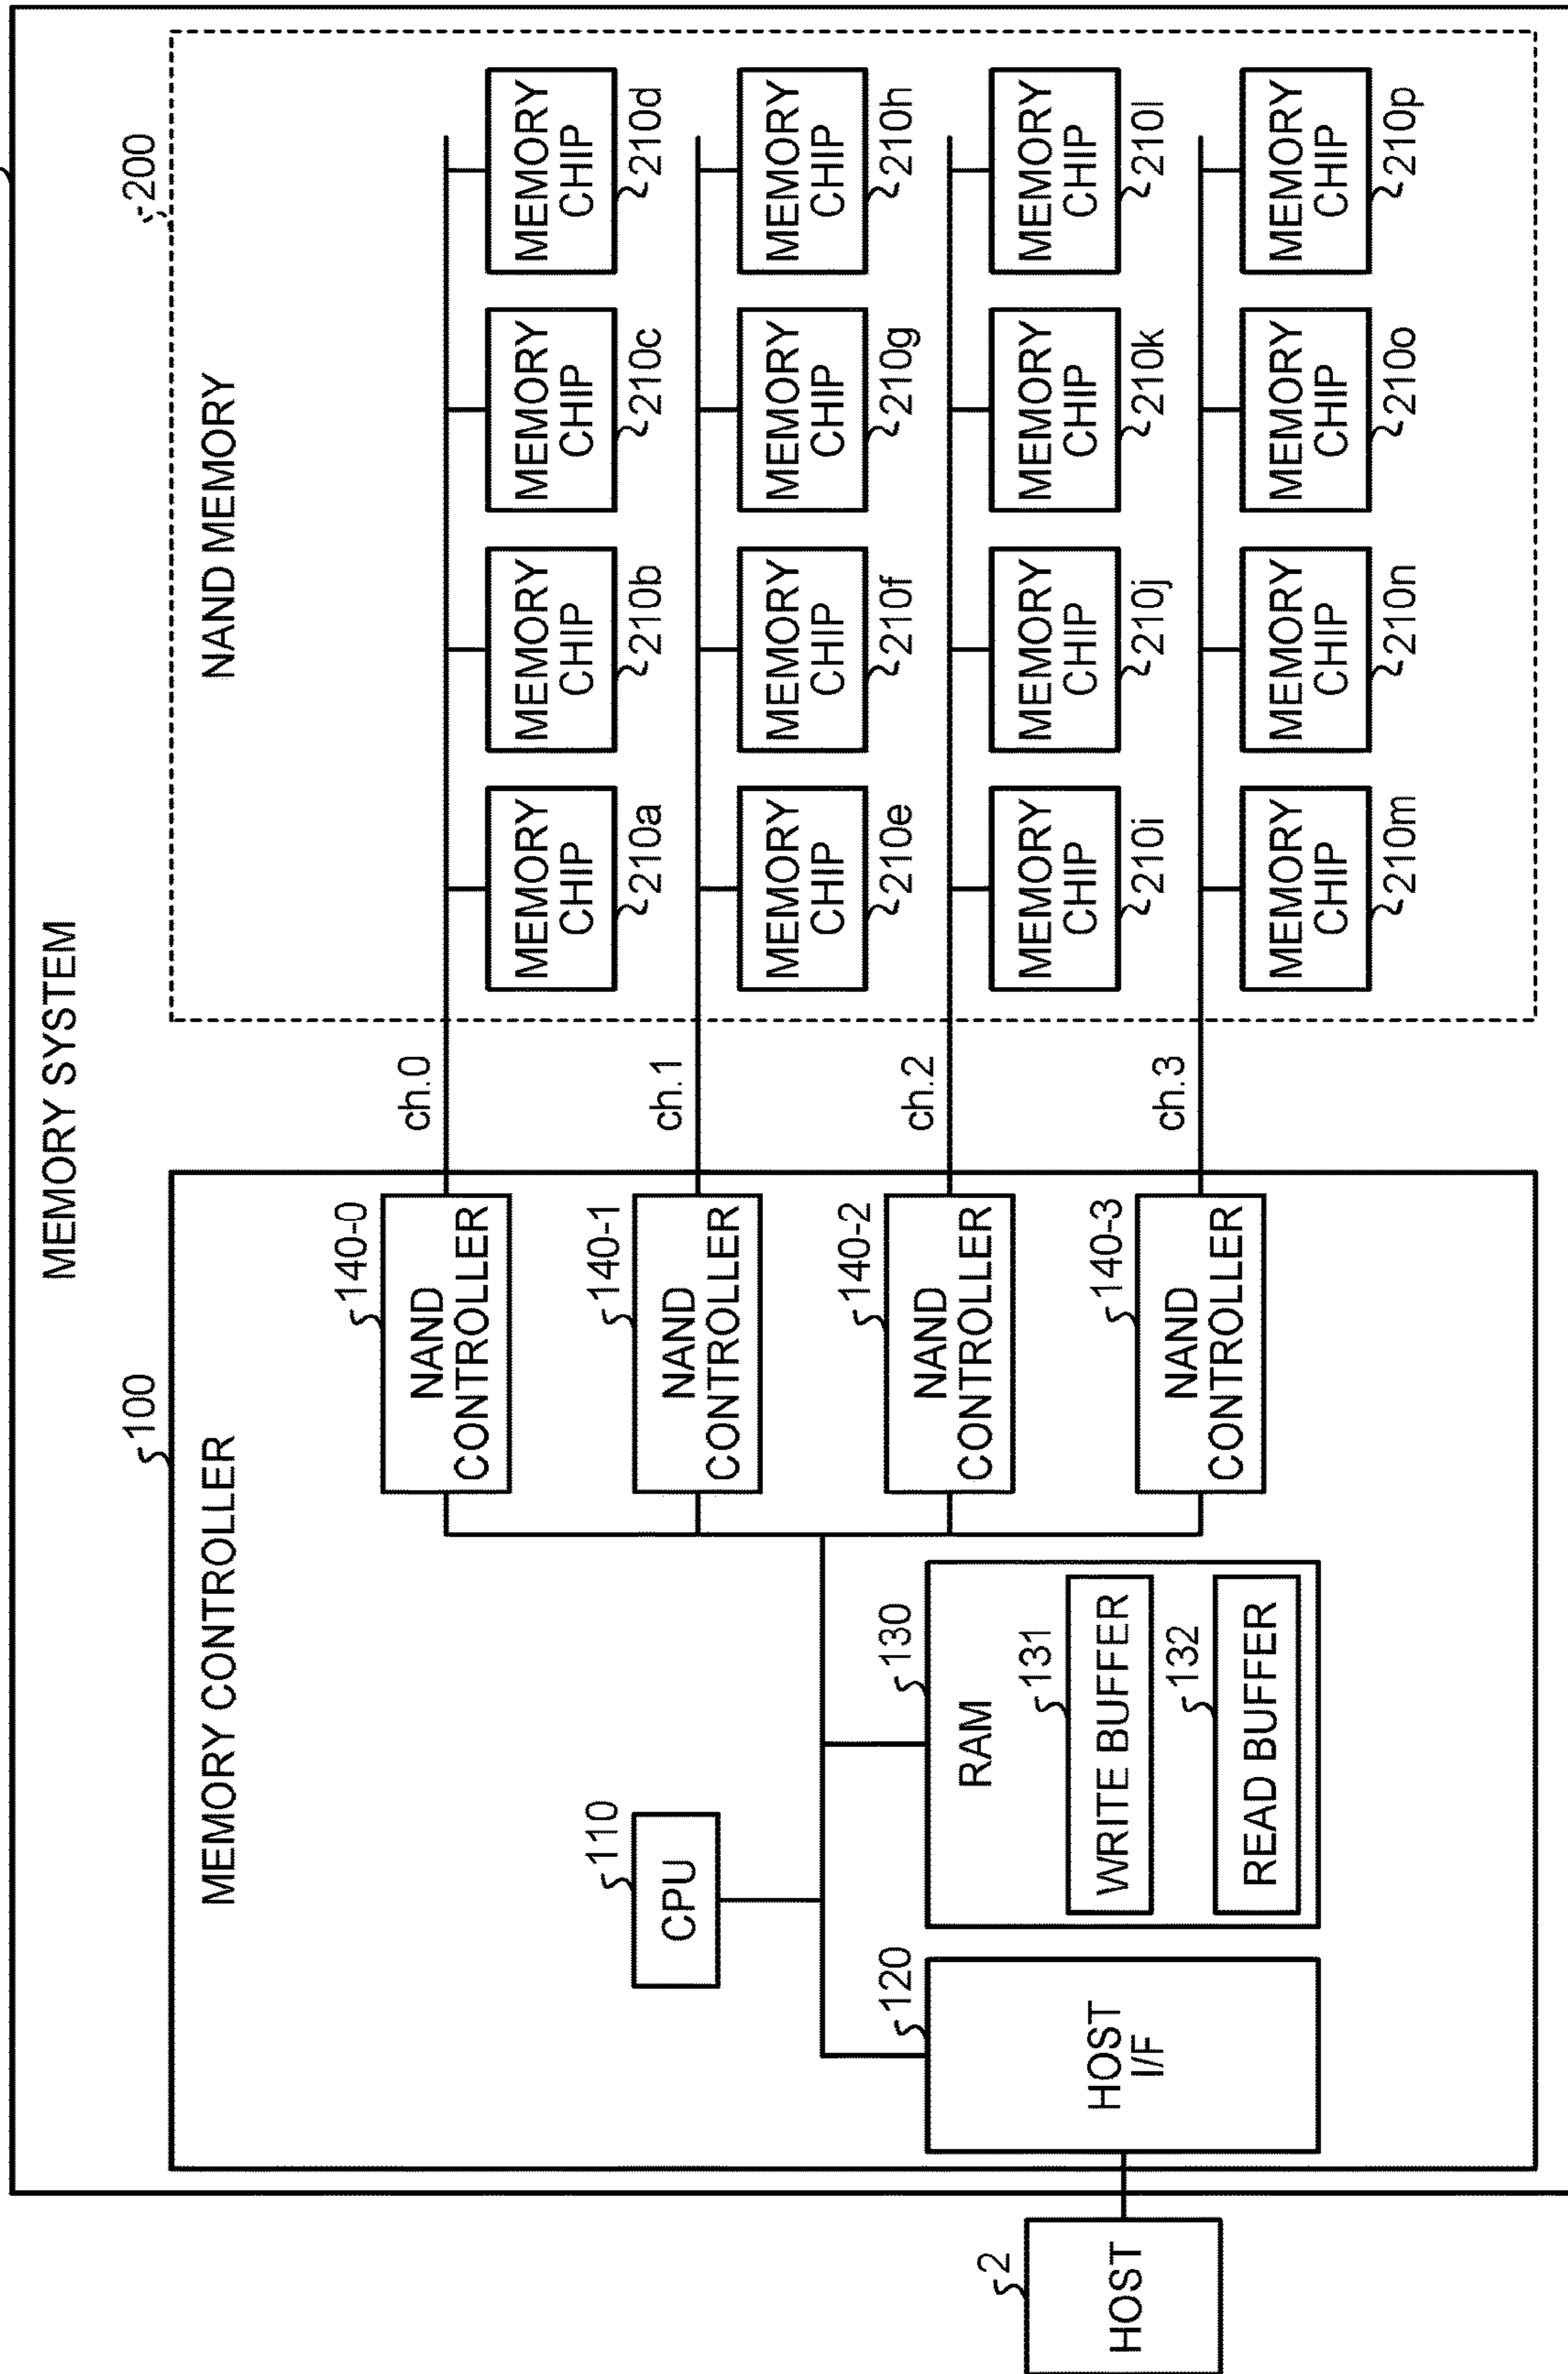 MEMORY SYSTEM
100
MEMORY CONTROLLER
200
NAND MEMORY
140-0
NAND
CONTROLLER
ch.0
MEMORY
CHIP
210a
MEMORY
CHIP
210b
MEMORY
CHIP
210c
MEMORY
CHIP
210d
110
CPU
140-1
NAND
CONTROLLER
ch.1
MEMORY
CHIP
210e
MEMORY
CHIP
210f
MEMORY
CHIP
210g
MEMORY
CHIP
210h
2
HOST
120
HOST
I/F
130
RAM
131
WRITE BUFFER
132
READ BUFFER
140-2
NAND
CONTROLLER
ch.2
MEMORY
CHIP
210i
MEMORY
CHIP
210j
MEMORY
CHIP
210k
MEMORY
CHIP
210l
140-3
NAND
CONTROLLER
ch.3
MEMORY
CHIP
210m
MEMORY
CHIP
210n
MEMORY
CHIP
210o
MEMORY
CHIP
210p